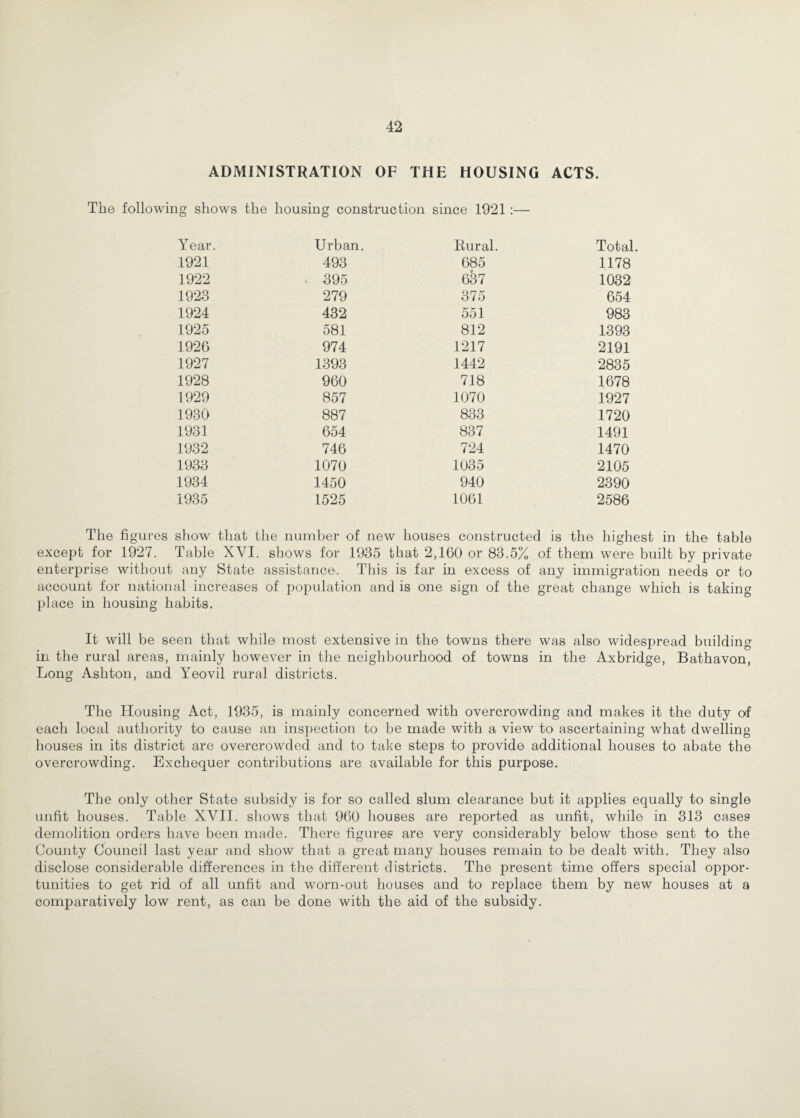 42
ADMINISTRATION OF THE HOUSING ACTS.
The following shows the housing construction since 1921 :—
Year. Urban. Rural. Total.
1921 493 685 1178
1922 395 637 1032
1923 279 375 654
1924 432 551 983
1925 581 812 1393
1926 974 1217 2191
1927 1393 1442 2835
1928 960 718 1678
1929 857 1070 1927
1930 887 833 1720
1931 654 837 1491
1932 746 724 1470
1933 1070 1035 2105
1934 1450 940 2390
1935 1525 1061 2586
The figures show that the number of new houses constructed is the highest in the table
except for 1927. Table XVI. shows for 1935 that 2,160 or 83.5% of them were built by private
enterprise without any State assistance. This is far in excess of any immigration needs or to
account for national increases of population and is one sign of the great change which is taking
place in housing habits.
It will be seen that while most extensive in the towns there was also widespread building
in the rural areas, mainly however in the neighbourhood of towns in the Axbridge, Bathavon,
Long Ashton, and Yeovil rural districts.
The Housing Act, 1935, is mainly concerned with overcrowding and makes it the duty of
each local authority to cause an inspection to be made with a view to ascertaining what dwelling
houses in its district are overcrowded and to take steps to provide additional houses to abate the
overcrowding. Exchequer contributions are available for this purpose.
The only other State subsidy is for so called slum clearance but it applies equally to single
unfit houses. Table XVII. shows that 960 houses are reported as unfit, while in 313 cases
demolition orders have been made. There figures are very considerably below those sent to the
County Council last year and show that a great many houses remain to be dealt with. They also
disclose considerable differences in the different districts. The present time offers special oppor-
tunities to get rid of all unfit and worn-out houses and to replace them by new houses at a
comparatively low rent, as can be done with the aid of the subsidy.